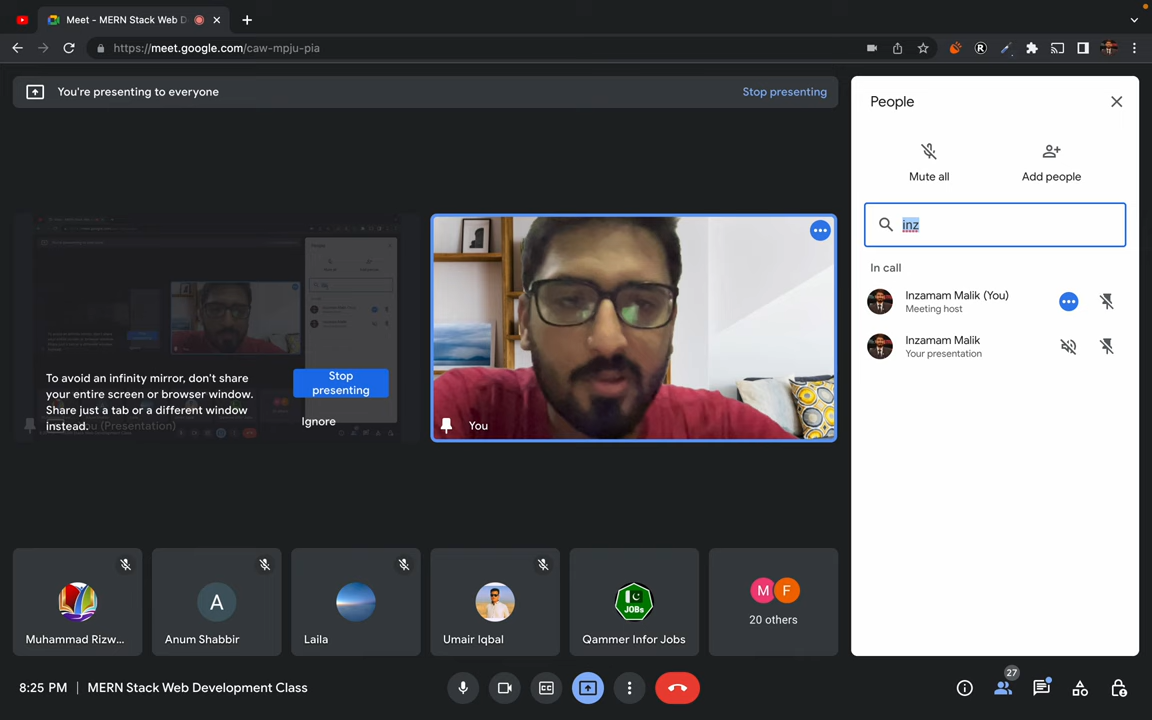 Meet - MERN Stack Web D
https://meet.google.com/caw-mpju-pia
You're presenting to everyone
Stop presenting
To avoid an infinity mirror, don't share
your entire screen or browser window.
Share just a tab or a different window
instead.
(Presentation)
Stop
presenting
Ignore
You
People
Mute all
Add people
inz
In call
Inzamam Malik (You)
Meeting host
Inzamam Malik
Your presentation
Muhammad Rizw...
A
Anum Shabbir
Laila
Umair Iqbal
JOBs
Qammer Infor Jobs
M
F
20 others
8:25 PM | MERN Stack Web Development Class
CC
27